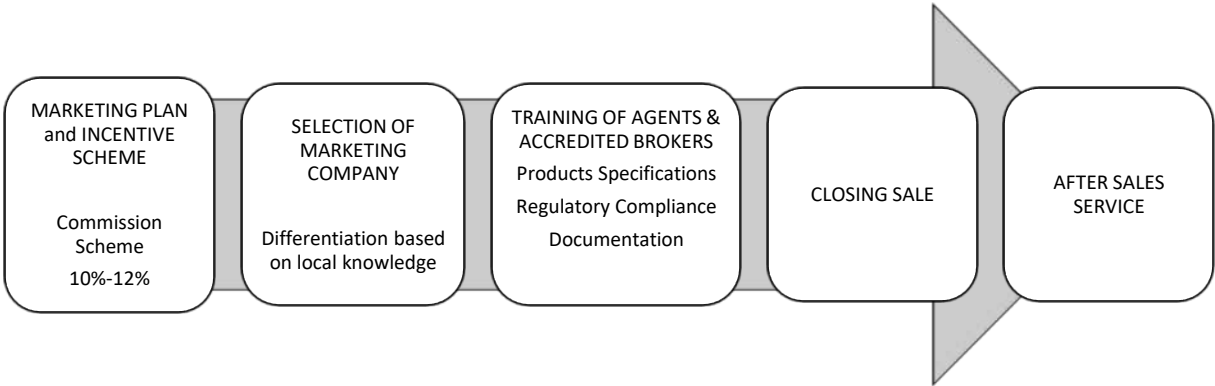 MARKETING PLAN
and INCENTIVE
SCHEME
Commission
Scheme
10%-12%
SELECTION OF
MARKETING
COMPANY
Differentiation based
on local knowledge
TRAINING OF AGENTS &
ACCREDITED BROKERS
Products Specifications
Regulatory Compliance
Documentation
CLOSING SALE
AFTER SALES
SERVICE